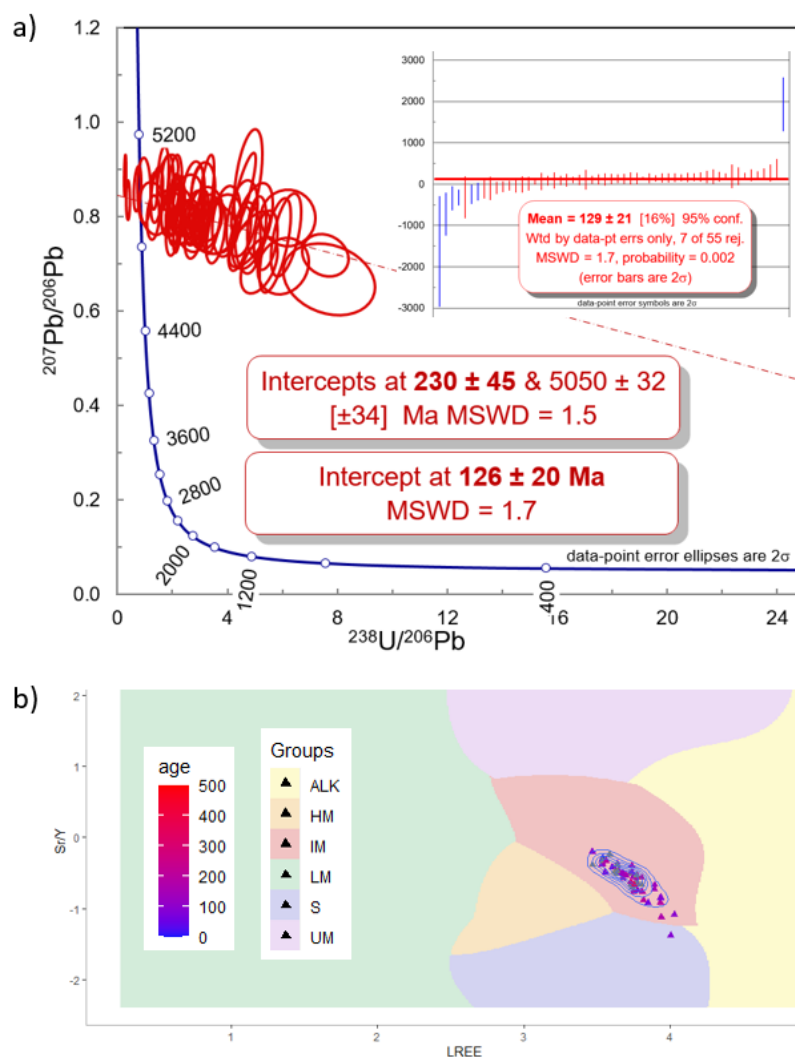 a)
1.2
1.0
0.8
0.6
0.4
0.2
0.0
²⁰⁷Pb/²⁰⁶Pb
5200
4400
3600
2800
2000
1200
400
0
4
8
12
16
20
24
²³⁸U/²⁰⁶Pb
3000
2000
1000
0
-1000
-2000
-3000
Mean = 129 ± 21 [16%] 95% conf.
Wtd by data-pt errs only, 7 of 55 rej.
MSWD = 1.7, probability = 0.002
(error bars are 2σ)
data-point error symbols are 2σ
Intercepts at 230 ± 45 & 5050 ± 32
[±34] Ma MSWD = 1.5
Intercept at 126 ± 20 Ma
MSWD = 1.7
data-point error ellipses are 2σ
b)
2
0
-1
-2
Sr/Y
age
500
400
300
200
100
0
Groups
ALK
HM
IM
LM
S
UM
1
2
3
4
LREE